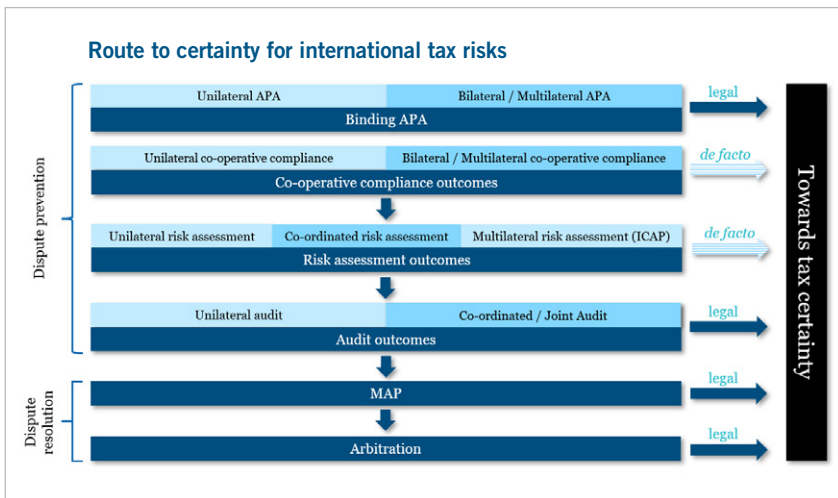 Route to certainty for international tax risks
Dispute prevention
Unilateral APA
Bilateral / Multilateral APA
Binding APA
legal
Unilateral co-operative compliance
Bilateral / Multilateral co-operative compliance
Co-operative compliance outcomes
de facto
Unilateral risk assessment
Co-ordinated risk assessment
Multilateral risk assessment (ICAP)
Risk assessment outcomes
de facto
Unilateral audit
Co-ordinated / Joint Audit
Audit outcomes
legal
Dispute
resolution
MAP
legal
Arbitration
legal
Towards tax certainty